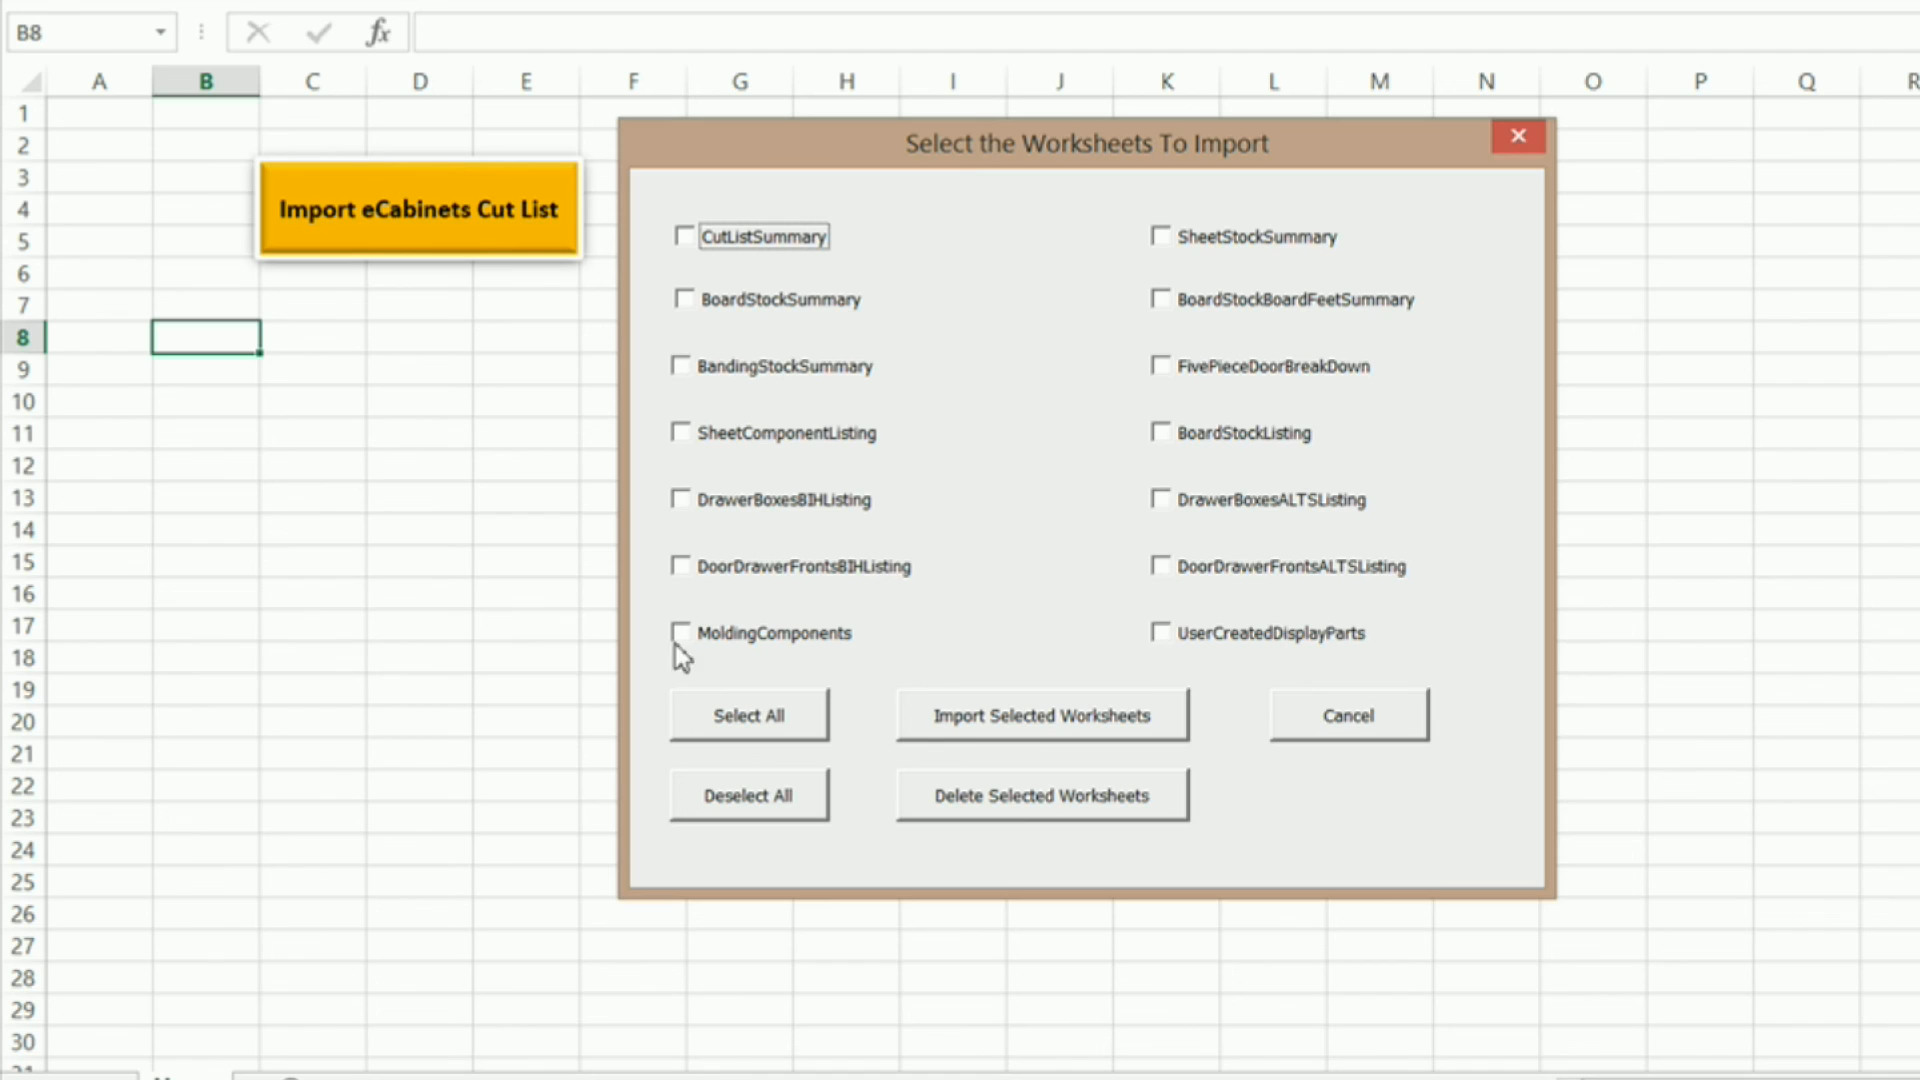 B8
fx
A B C D E F G H I J K L M N O P Q R
1
2
3
4
5
6
7
8
9
10
11
12
13
14
15
16
17
18
19
20
21
22
23
24
25
26
27
28
29
30
Import eCabinets Cut List
Select the Worksheets To Import
CutListSummary SheetStockSummary
BoardStockSummary BoardStockBoardFeetSummary
BandingStockSummary FivePieceDoorBreakDown
SheetComponentListing BoardStockListing
DrawerBoxesBIHListing DrawerBoxesALTSListing
DoorDrawerFrontsBIHListing DoorDrawerFrontsALTSListing
MoldingComponents UserCreatedDisplayParts
Select All Import Selected Worksheets Cancel
Deselect All Delete Selected Worksheets